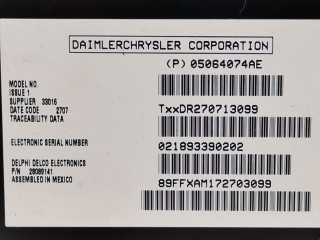 DAIMLERCHRYSLER CORPORATION
(P) 05064074AE
MODEL NO.
ISSUE 1
SUPPLIER 33016
DATE CODE 2707
TRACEABILITY DATA
TxxDR270713099
ELECTRONIC SERIAL NUMBER
021893390202
DELPHI DELCO ELECTRONICS
P/N 28089141
ASSEMBLED IN MEXICO
89FFXAM172703099